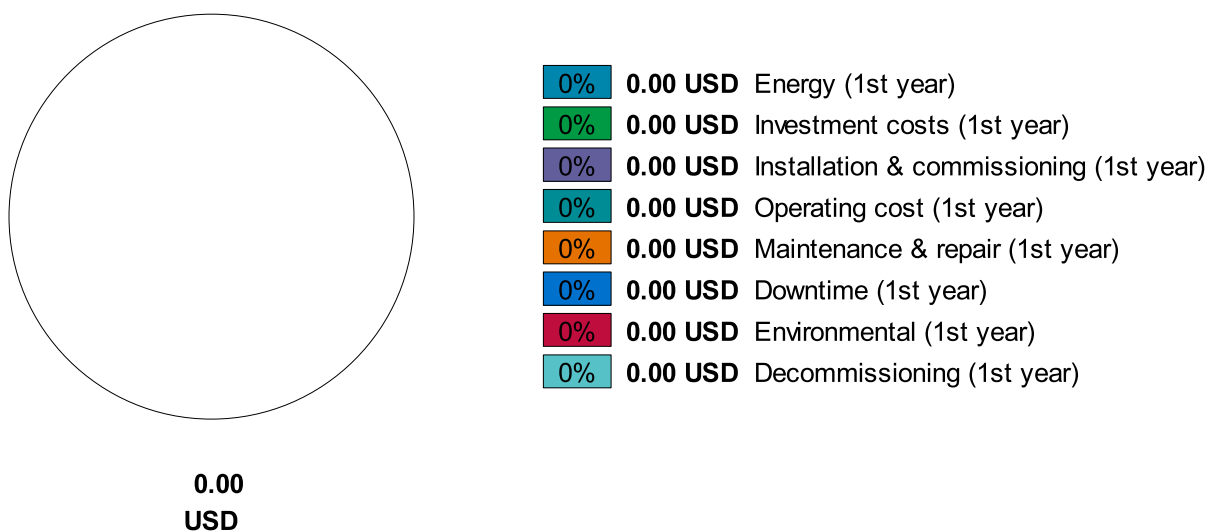 0% 0.00 USD Energy (1st year)
0% 0.00 USD Investment costs (1st year)
0% 0.00 USD Installation & commissioning (1st year)
0% 0.00 USD Operating cost (1st year)
0% 0.00 USD Maintenance & repair (1st year)
0% 0.00 USD Downtime (1st year)
0% 0.00 USD Environmental (1st year)
0% 0.00 USD Decommissioning (1st year)
0.00
USD